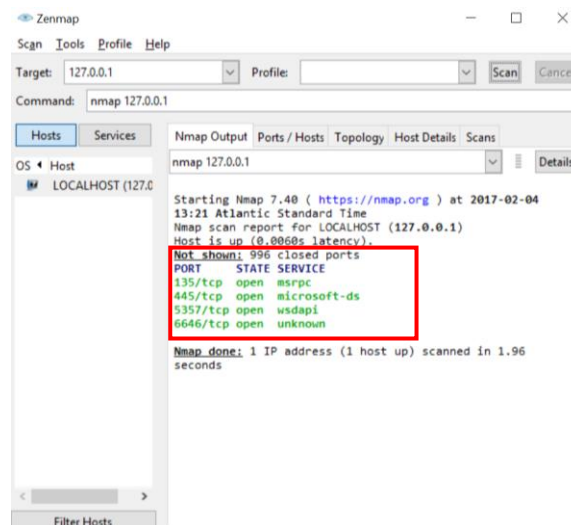 Zenmap
Scan Tools Profile Help
Target: 127.0.0.1 Profile: Scan Cance
Command: nmap 127.0.0.1
Hosts Services Nmap Output Ports / Hosts Topology Host Details Scans
OS Host nmap 127.0.0.1 Details
LOCALHOST (127.0
Starting Nmap 7.40 ( https://nmap.org ) at 2017-02-04
13:21 Atlantic Standard Time
Nmap scan report for LOCALHOST (127.0.0.1)
Host is up (0.0060s latency).
Not shown: 996 closed ports
PORT STATE SERVICE
135/tcp open msrpc
445/tcp open microsoft-ds
5357/tcp open wsdapi
6646/tcp open unknown
Nmap done: 1 IP address (1 host up) scanned in 1.96
seconds
Filter Hosts